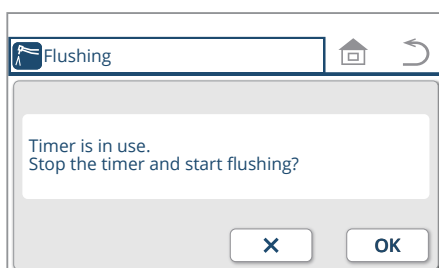 Flushing
Timer is in use.
Stop the timer and start flushing?
OK